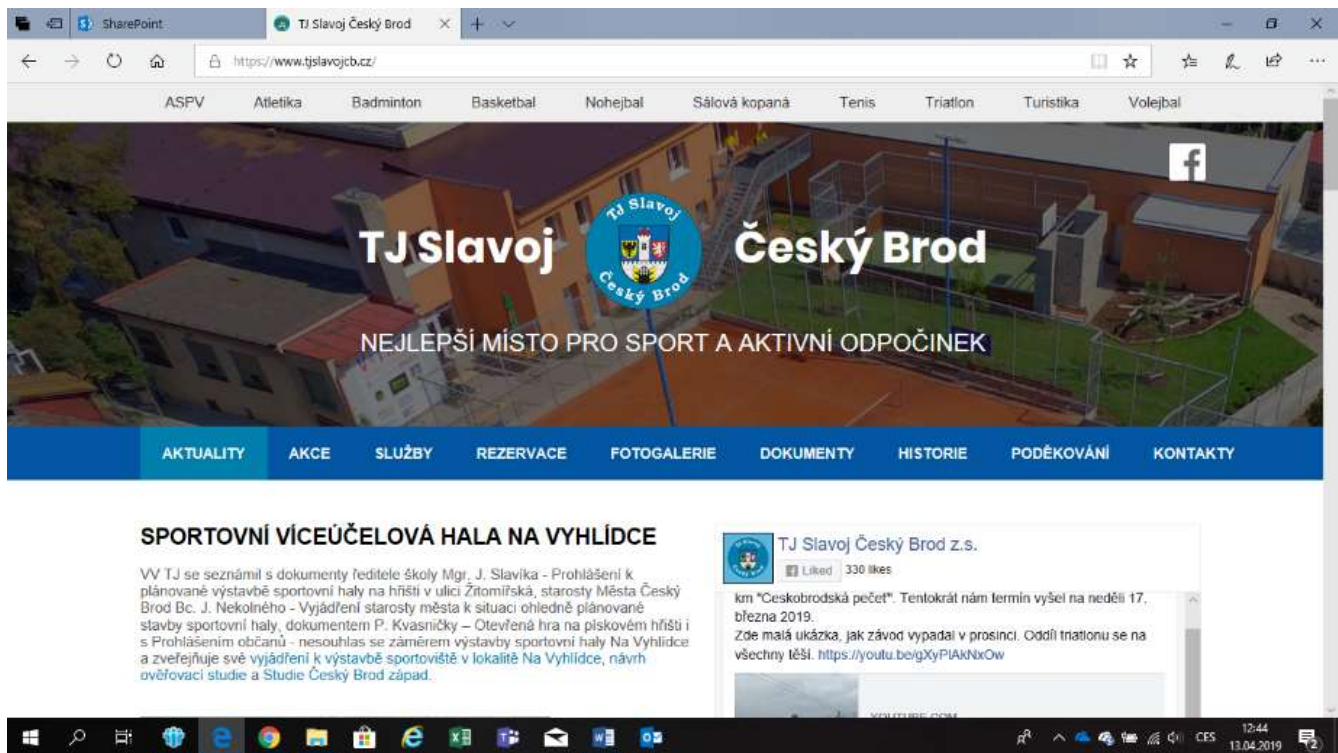 SharePoint
TJ Slavoj Český Brod
https://www.tjslavojcb.cz/
ASPV Atletika Badminton Basketbal Nohejbal Sálová kopaná Tenis Triatlon Turistika Volejbal
TJ Slavoj Český Brod
TJ Slavoj
Český Brod
NEJLEPŠÍ MÍSTO PRO SPORT A AKTIVNÍ ODPOČINEK
AKTUALITY AKCE SLUŽBY REZERVACE FOTOGALERIE DOKUMENTY HISTORIE PODĚKOVÁNÍ KONTAKTY
SPORTOVNÍ VÍCEÚČELOVÁ HALA NA VYHLÍDCE
VV TJ se seznámil s dokumenty ředitele školy Mgr. J. Slavíka - Prohlášení k
plánované výstavbě sportovní haly na hřišti v ulici Žitomířská, starosty Města Český
Brod Bc. J. Nekolného - Vyjádření starosty města k situaci ohledně plánované
stavby sportovní haly, dokumentem P. Kvasničky – Otevřená hra na pískovém hřišti i
s Prohlášením občanů - nesouhlas se záměrem výstavby sportovní haly Na Vyhlídce
a zveřejňuje své vyjádření k výstavbě sportoviště v lokalitě Na Vyhlídce, návrh
ověřovací studie a Studie Český Brod západ.
TJ Slavoj Český Brod z.s.
Liked 330 likes
km "Českobrodská pečeť". Tentokrát nám termín vyšel na neděli 17.
března 2019.
Zde malá ukázka, jak závod vypadal v prosinci. Oddíl triatlonu se na
všechny těší. https://youtu.be/gXyPlAkNxOw
YOUTUBE.COM
CES
12:44
13.04.2019